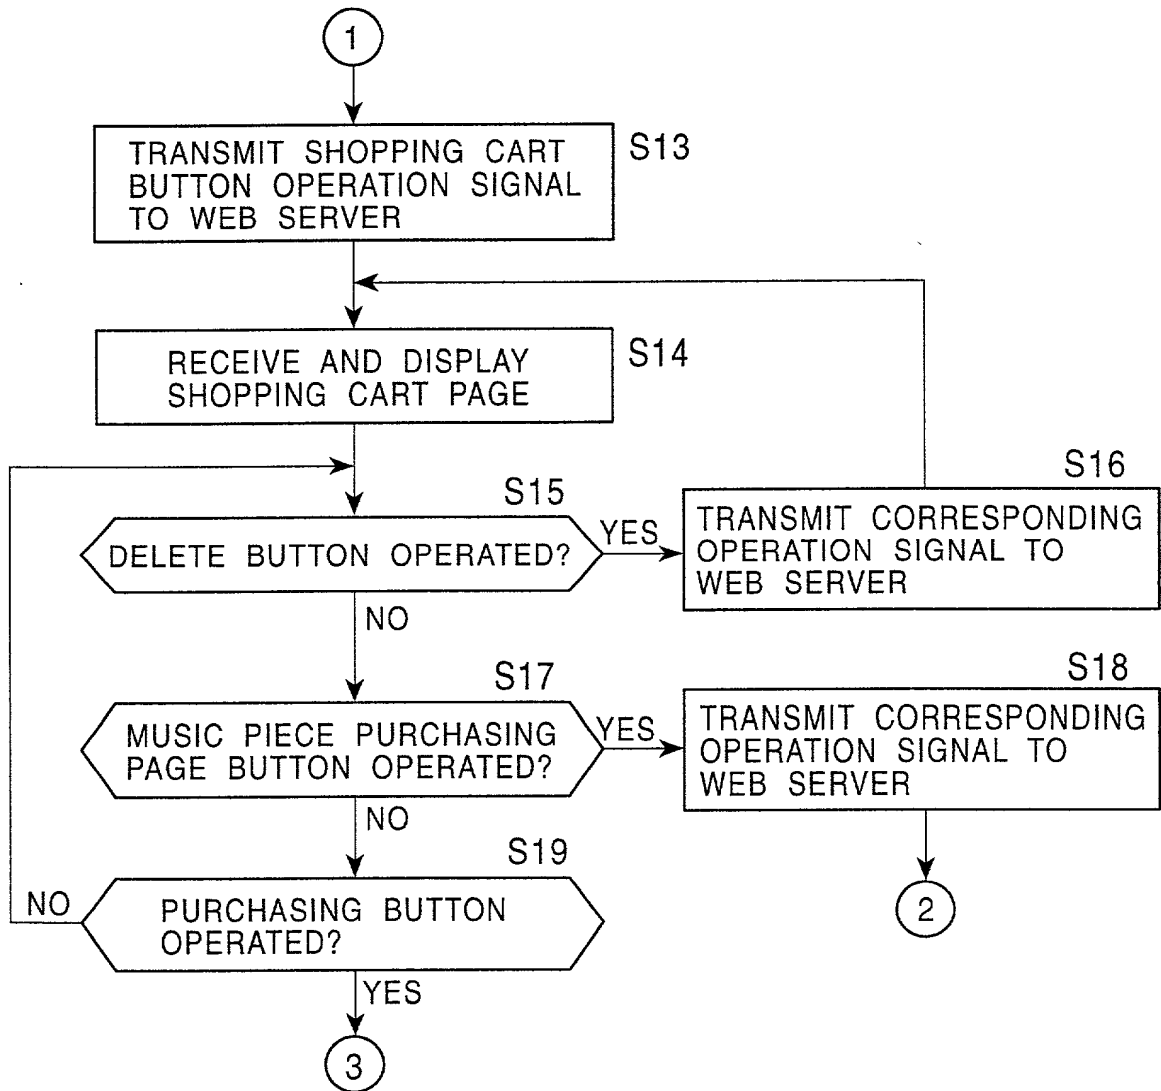 1
TRANSMIT SHOPPING CART
BUTTON OPERATION SIGNAL
TO WEB SERVER
S13
RECEIVE AND DISPLAY
SHOPPING CART PAGE
S14
S15
DELETE BUTTON OPERATED?
YES
NO
S16
TRANSMIT CORRESPONDING
OPERATION SIGNAL TO
WEB SERVER
S17
MUSIC PIECE PURCHASING
PAGE BUTTON OPERATED?
YES
NO
S18
TRANSMIT CORRESPONDING
OPERATION SIGNAL TO
WEB SERVER
2
S19
PURCHASING BUTTON
OPERATED?
NO
YES
3